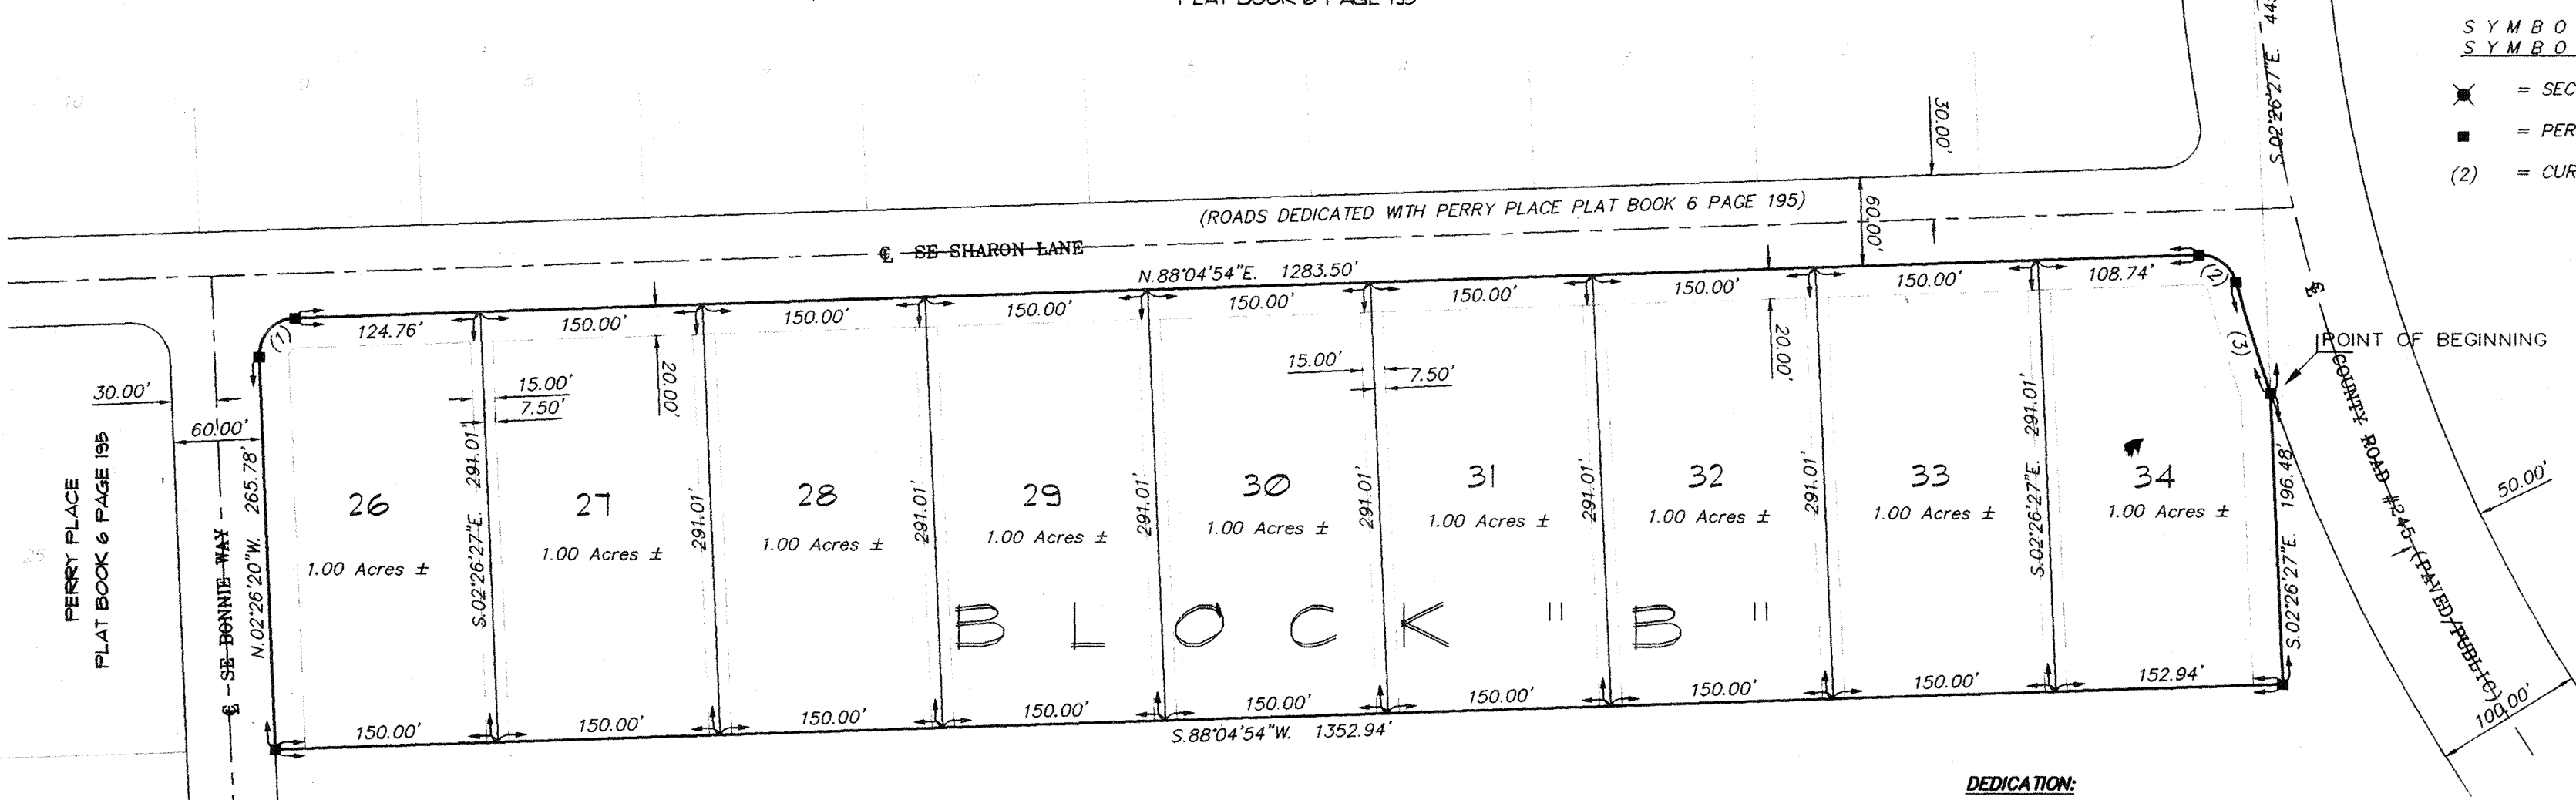 PLAT BOOK 6 PAGE 195
S Y M B O
S Y M B O
= SEC
= PER
(2) = CUR
10
9
8
7
5
4
S.02°26'27"E. 44
30.00'
(ROADS DEDICATED WITH PERRY PLACE PLAT BOOK 6 PAGE 195)
60.00'
℄ SE SHARON LANE
N.88°04'54"E. 1283.50'
(1)
124.76'
150.00'
150.00'
150.00'
150.00'
150.00'
150.00'
150.00'
108.74'
(2)
(3)
℄
POINT OF BEGINNING
COUNTY ROAD #245 (PAVED/PUBLIC)
50.00'
100.00'
30.00'
60.00'
15.00'
7.50'
20.00'
15.00'
7.50'
20.00'
PERRY PLACE
PLAT BOOK 6 PAGE 195
25
℄ SE BONNIE WAY
N.02°26'20"W. 265.78'
26
1.00 Acres ±
S.02°26'27"E. 291.01'
27
1.00 Acres ±
291.01'
28
1.00 Acres ±
291.01'
29
1.00 Acres ±
291.01'
30
1.00 Acres ±
291.01'
31
1.00 Acres ±
291.01'
32
1.00 Acres ±
291.01'
33
1.00 Acres ±
S.02°26'27"E. 291.01'
34
1.00 Acres ±
S.02°26'27"E. 196.48'
BLOCK "B"
150.00'
150.00'
150.00'
150.00'
150.00'
150.00'
150.00'
150.00'
152.94'
S.88°04'54"W. 1352.94'
DEDICATION: